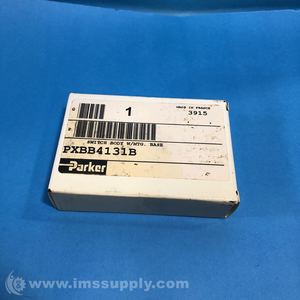 1
MADE IN FRANCE
3915
SWITCH BODY W/MTG. BASE
PXBB4131B
Parker
© www.imssupply.com